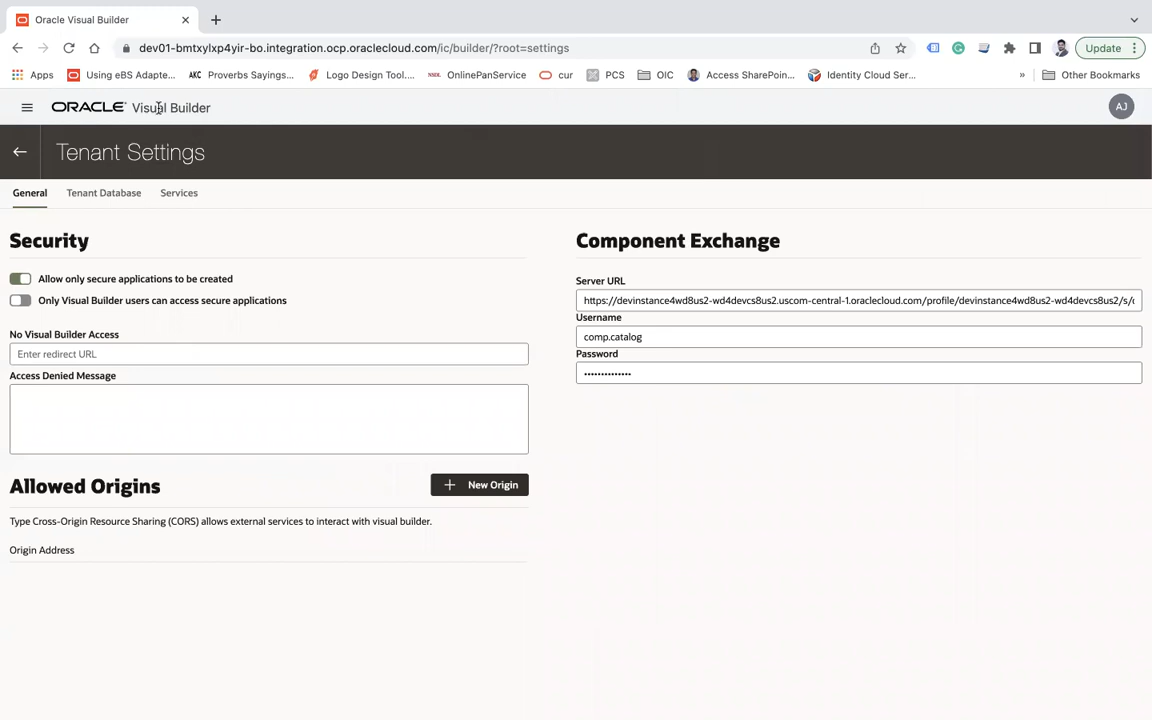 Oracle Visual Builder
dev01-bmtxylxp4yir-bo.integration.ocp.oraclecloud.com/ic/builder/?root=settings
Update
Apps
Using eBS Adapte...
AKC Proverbs Sayings...
Logo Design Tool....
NSDL OnlinePanService
cur
PCS
OIC
Access SharePoin...
Identity Cloud Ser...
»
Other Bookmarks
ORACLE Visual Builder
AJ
Tenant Settings
General
Tenant Database
Services
Security
Allow only secure applications to be created
Only Visual Builder users can access secure applications
No Visual Builder Access
Enter redirect URL
Access Denied Message
Allowed Origins
+ New Origin
Type Cross-Origin Resource Sharing (CORS) allows external services to interact with visual builder.
Origin Address
Component Exchange
Server URL
https://devinstance4wd8us2-wd4devcs8us2.uscom-central-1.oraclecloud.com/profile/devinstance4wd8us2-wd4devcs8us2/s/
Username
comp.catalog
Password
••••••••••••••